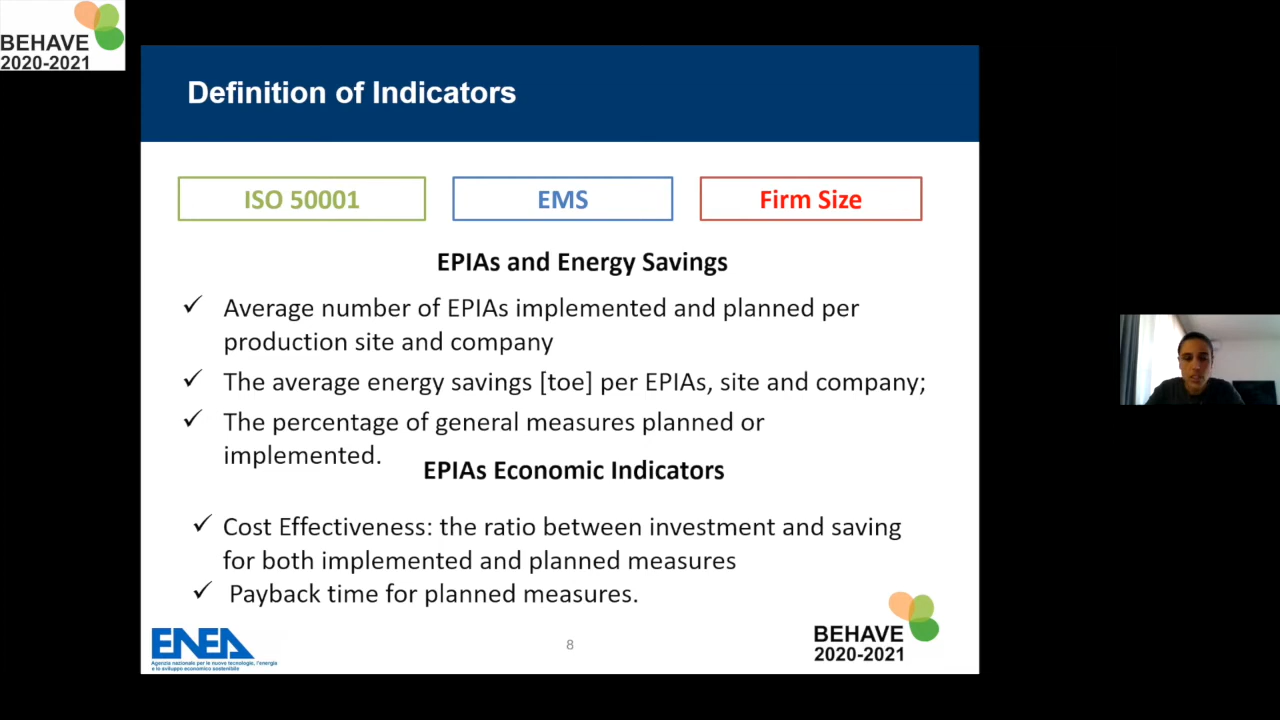 BEHAVE
2020-2021
Definition of Indicators
ISO 50001
EMS
Firm Size
EPIAs and Energy Savings
✓ Average number of EPIAs implemented and planned per
production site and company
✓ The average energy savings [toe] per EPIAs, site and company;
✓ The percentage of general measures planned or
implemented.
EPIAs Economic Indicators
✓ Cost Effectiveness: the ratio between investment and saving
for both implemented and planned measures
✓ Payback time for planned measures.
ENEA
Agenzia nazionale per le nuove tecnologie, l'energia
e lo sviluppo economico sostenibile
8
BEHAVE
2020-2021